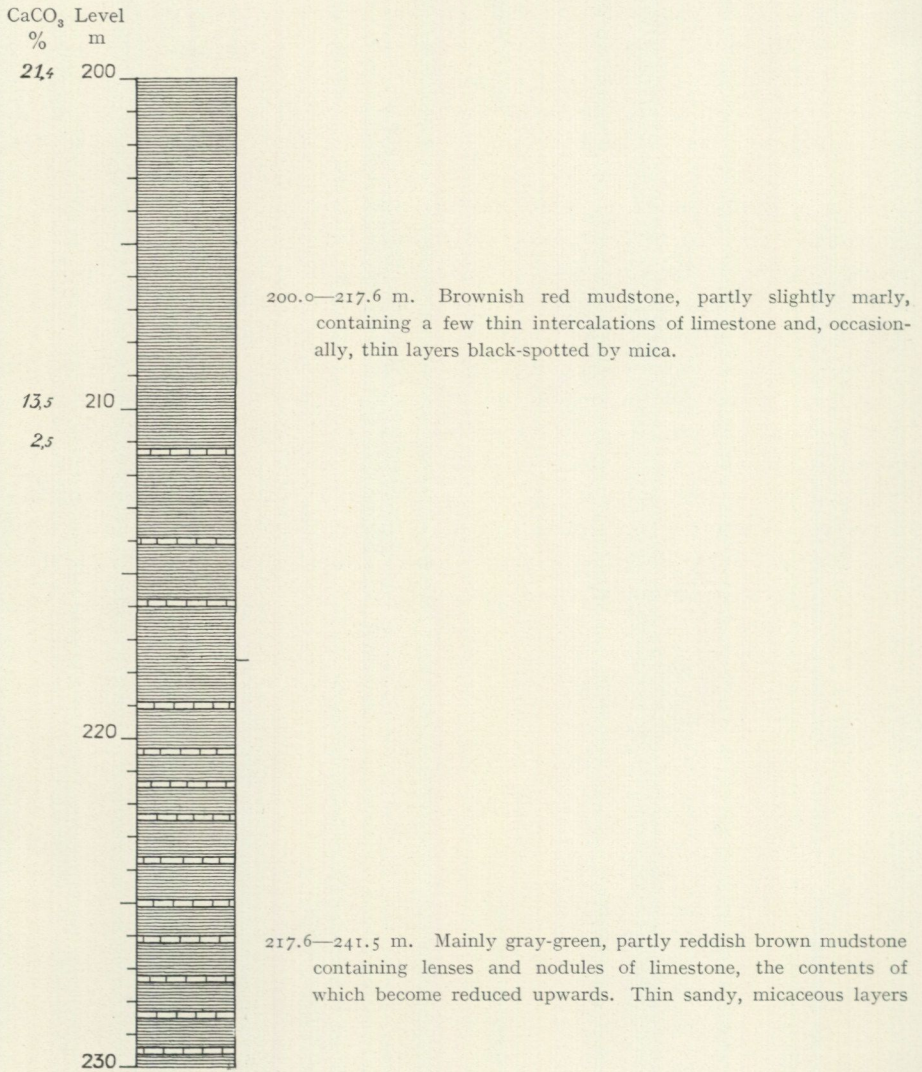 CaCO₃ Level
% m
21,4 200
200.0—217.6 m. Brownish red mudstone, partly slightly marly,
containing a few thin intercalations of limestone and, occasion-
ally, thin layers black-spotted by mica.
13,5 210
2,5
220
217.6—241.5 m. Mainly gray-green, partly reddish brown mudstone
containing lenses and nodules of limestone, the contents of
which become reduced upwards. Thin sandy, micaceous layers
230